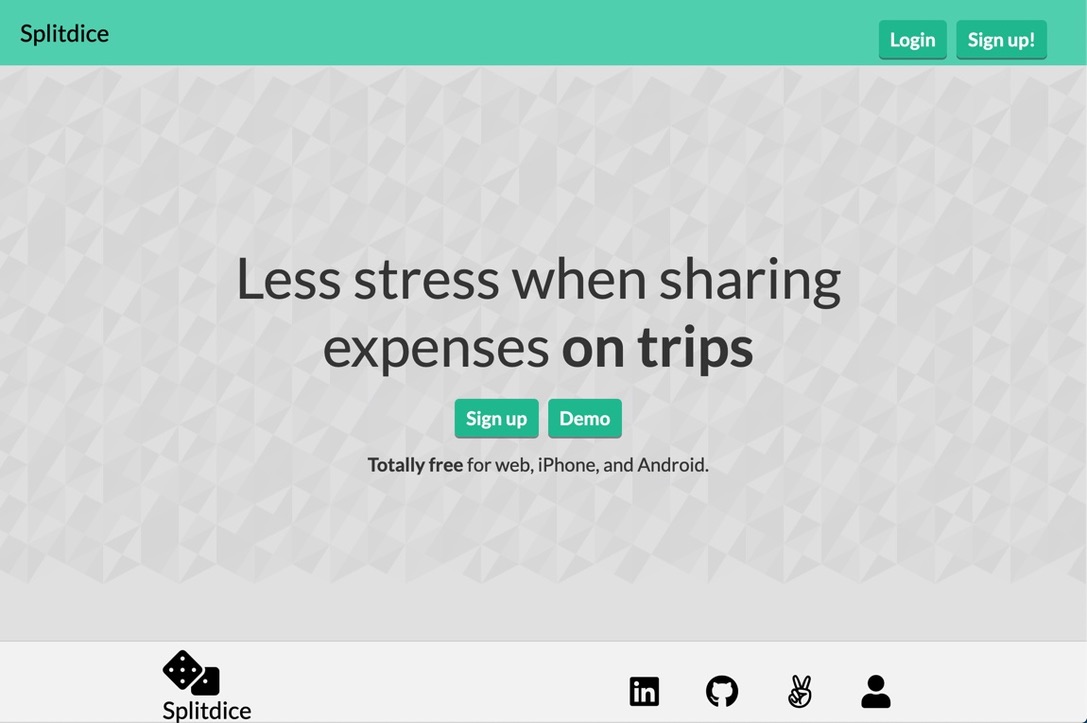 Splitdice
Login Sign up!
Less stress when sharing
expenses on trips
Sign up Demo
Totally free for web, iPhone, and Android.
Splitdice